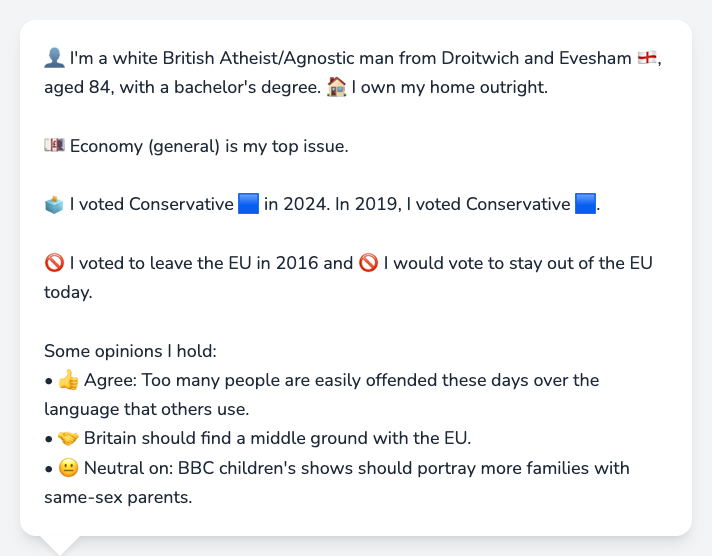 👤 I'm a white British Atheist/Agnostic man from Droitwich and Evesham 🏴󠁧󠁢󠁥󠁮󠁧󠁿,
aged 84, with a bachelor's degree. 🏠 I own my home outright.
💷 Economy (general) is my top issue.
🗳️ I voted Conservative 🟦 in 2024. In 2019, I voted Conservative 🟦.
🚫 I voted to leave the EU in 2016 and 🚫 I would vote to stay out of the EU
today.
Some opinions I hold:
• 👍 Agree: Too many people are easily offended these days over the
language that others use.
• 🤝 Britain should find a middle ground with the EU.
• 😐 Neutral on: BBC children's shows should portray more families with
same-sex parents.